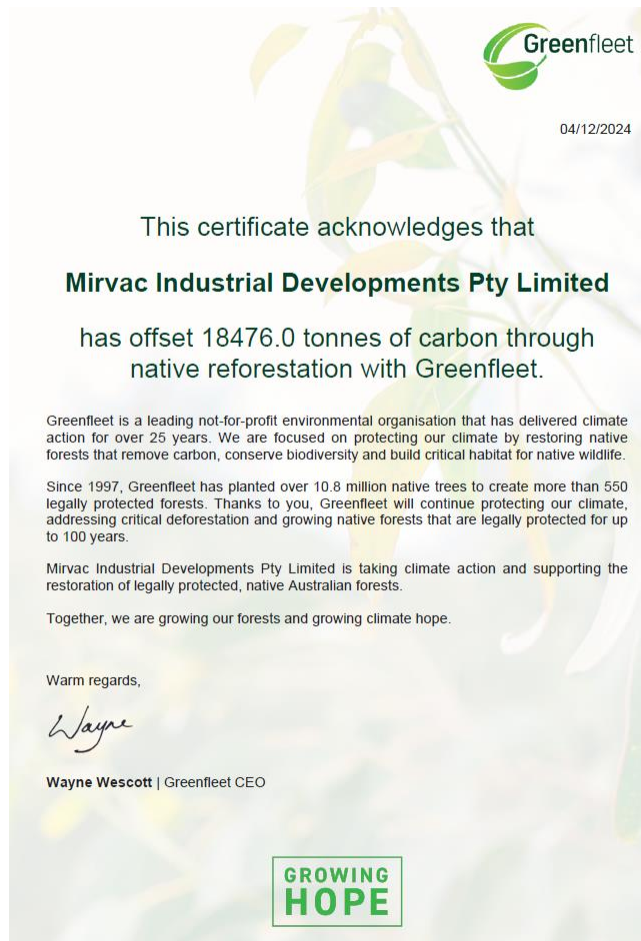 Greenfleet
04/12/2024
This certificate acknowledges that
Mirvac Industrial Developments Pty Limited
has offset 18476.0 tonnes of carbon through
native reforestation with Greenfleet.
Greenfleet is a leading not-for-profit environmental organisation that has delivered climate
action for over 25 years. We are focused on protecting our climate by restoring native
forests that remove carbon, conserve biodiversity and build critical habitat for native wildlife.
Since 1997, Greenfleet has planted over 10.8 million native trees to create more than 550
legally protected forests. Thanks to you, Greenfleet will continue protecting our climate,
addressing critical deforestation and growing native forests that are legally protected for up
to 100 years.
Mirvac Industrial Developments Pty Limited is taking climate action and supporting the
restoration of legally protected, native Australian forests.
Together, we are growing our forests and growing climate hope.
Warm regards,
Wayne
Wayne Wescott | Greenfleet CEO
GROWING
HOPE